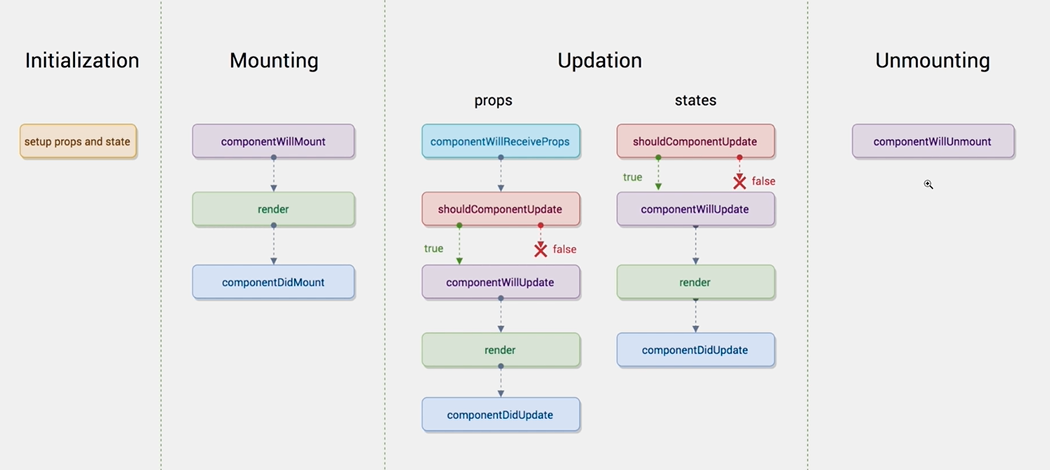 Initialization
setup props and state
Mounting
componentWillMount
render
componentDidMount
Updation
props
componentWillReceiveProps
shouldComponentUpdate
true
false
componentWillUpdate
render
componentDidUpdate
states
shouldComponentUpdate
true
false
componentWillUpdate
render
componentDidUpdate
Unmounting
componentWillUnmount